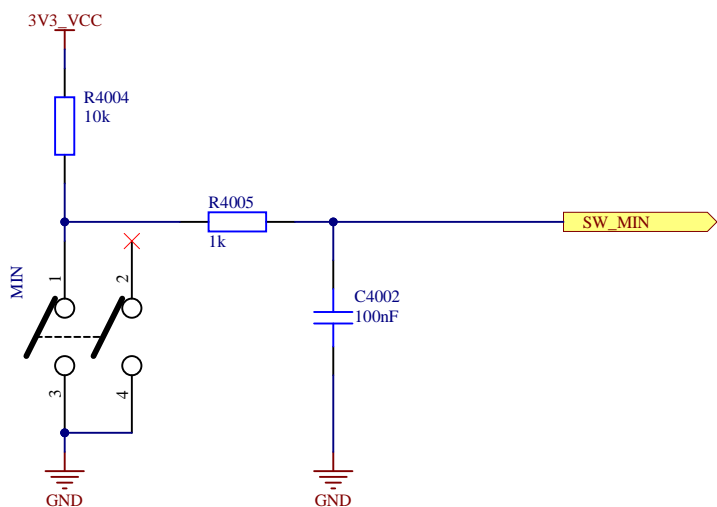 3V3_VCC
R4004
10k
R4005
1k
SW_MIN
MIN
1
2
C4002
100nF
3
4
GND
GND